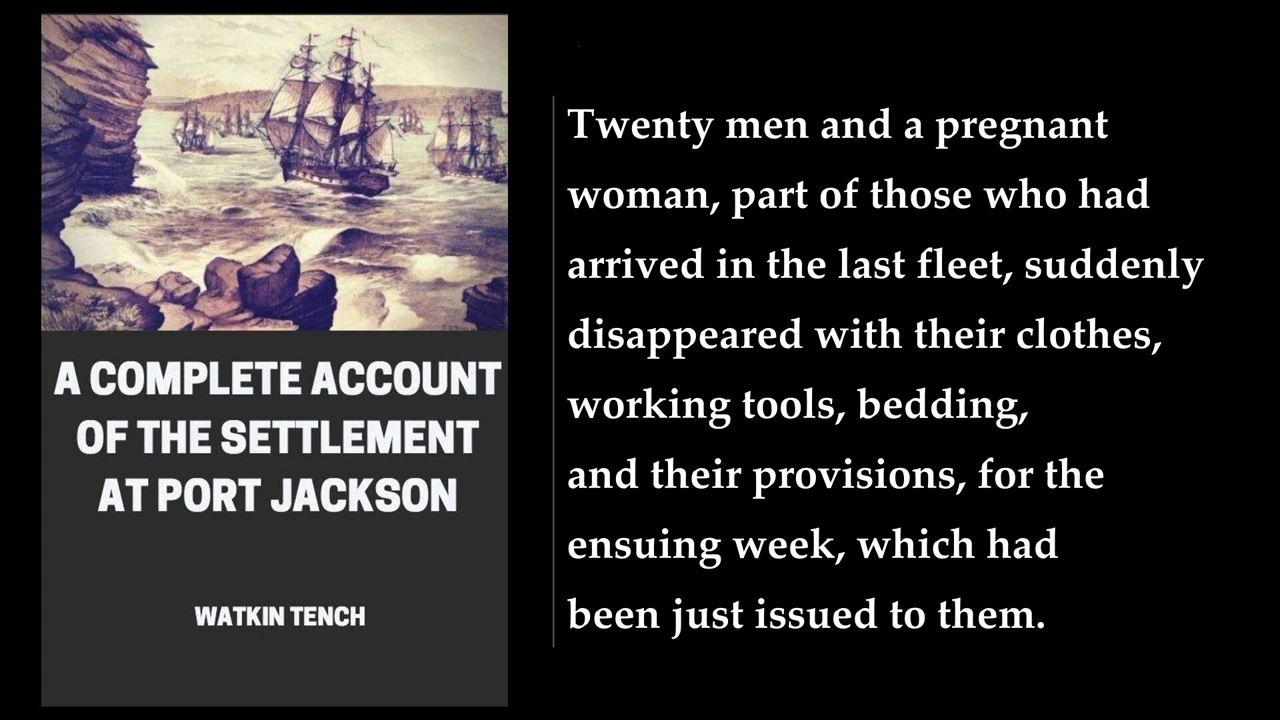 A COMPLETE ACCOUNT
OF THE SETTLEMENT
AT PORT JACKSON
WATKIN TENCH
Twenty men and a pregnant
woman, part of those who had
arrived in the last fleet, suddenly
disappeared with their clothes,
working tools, bedding,
and their provisions, for the
ensuing week, which had
been just issued to them.